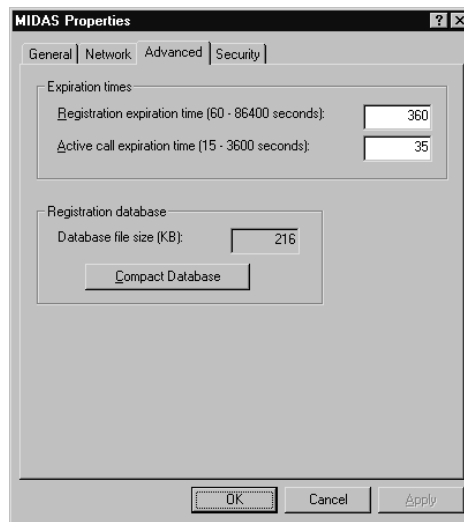 MIDAS Properties
General Network Advanced Security
Expiration times
Registration expiration time (60 - 86400 seconds): 360
Active call expiration time (15 - 3600 seconds): 35
Registration database
Database file size (KB): 216
Compact Database
OK Cancel Apply